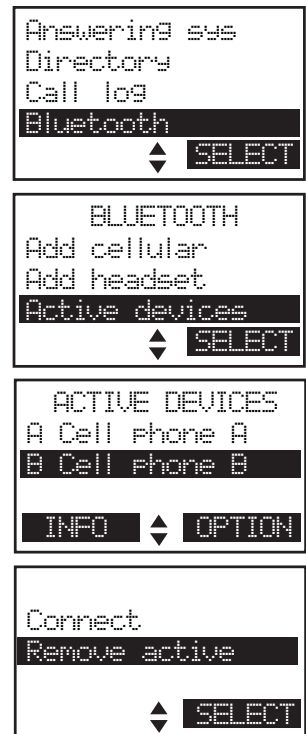 Answering sys
Directory
Call log
Bluetooth
SELECT
BLUETOOTH
Add cellular
Add headset
Active devices
SELECT
ACTIVE DEVICES
A Cell phone A
B Cell phone B
INFO OPTION
Connect
Remove active
SELECT